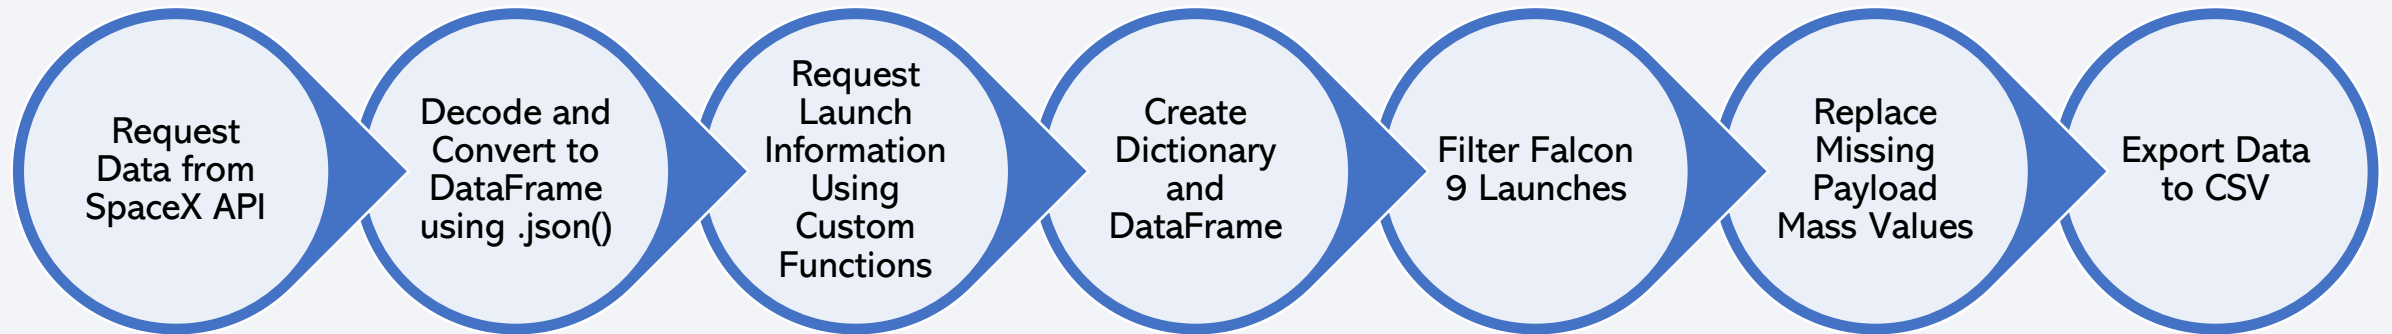 Request
Data from
SpaceX API
Decode and
Convert to
DataFrame
using .json()
Request
Launch
Information
Using
Custom
Functions
Create
Dictionary
and
DataFrame
Filter Falcon
9 Launches
Replace
Missing
Payload
Mass Values
Export Data
to CSV